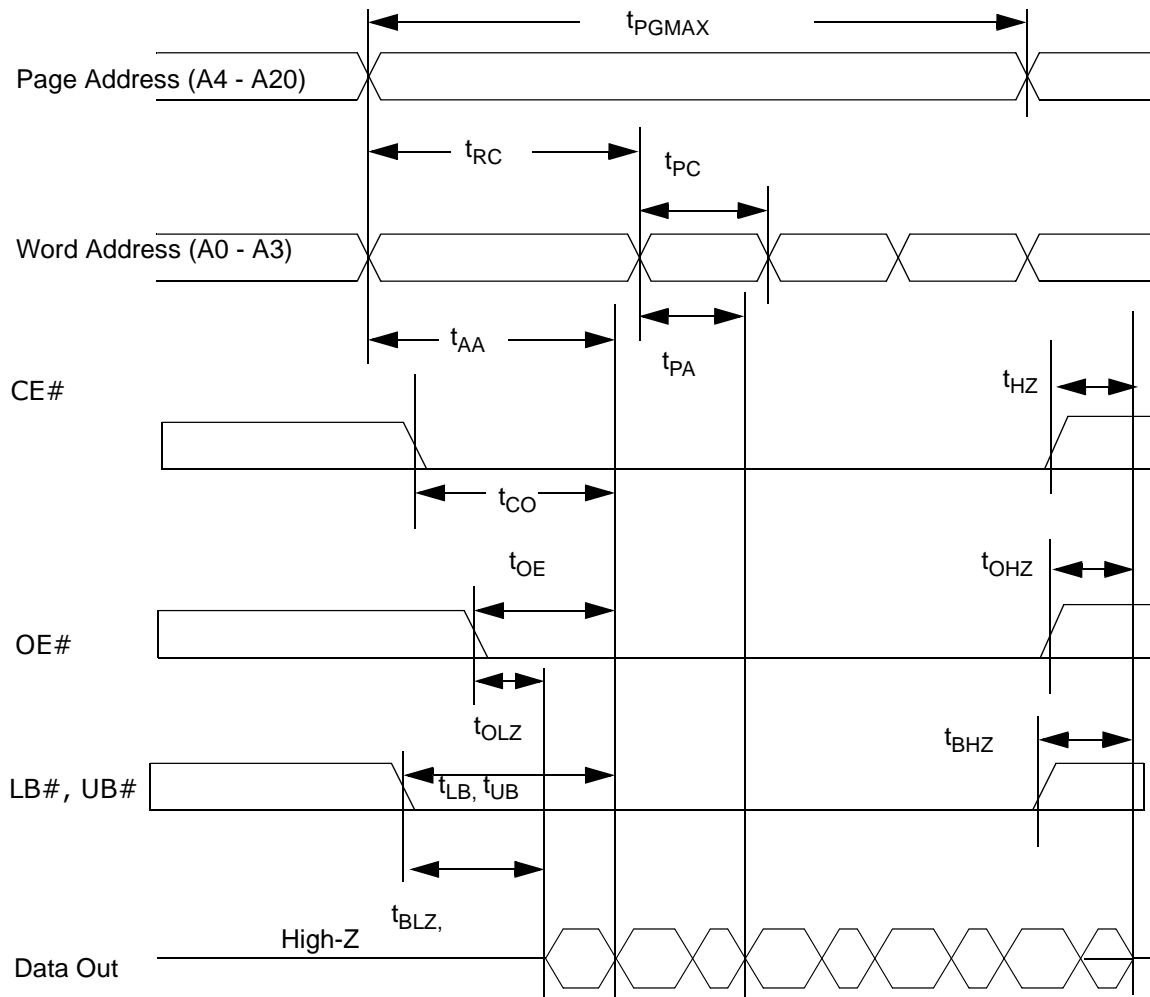 tPGMAX
Page Address (A4 - A20)
tRC
tPC
Word Address (A0 - A3)
tAA
tPA
tHZ
CE#
tCO
tOE
tOHZ
OE#
tOLZ
tBHZ
LB#, UB#
tLB, tUB
tBLZ,
High-Z
Data Out